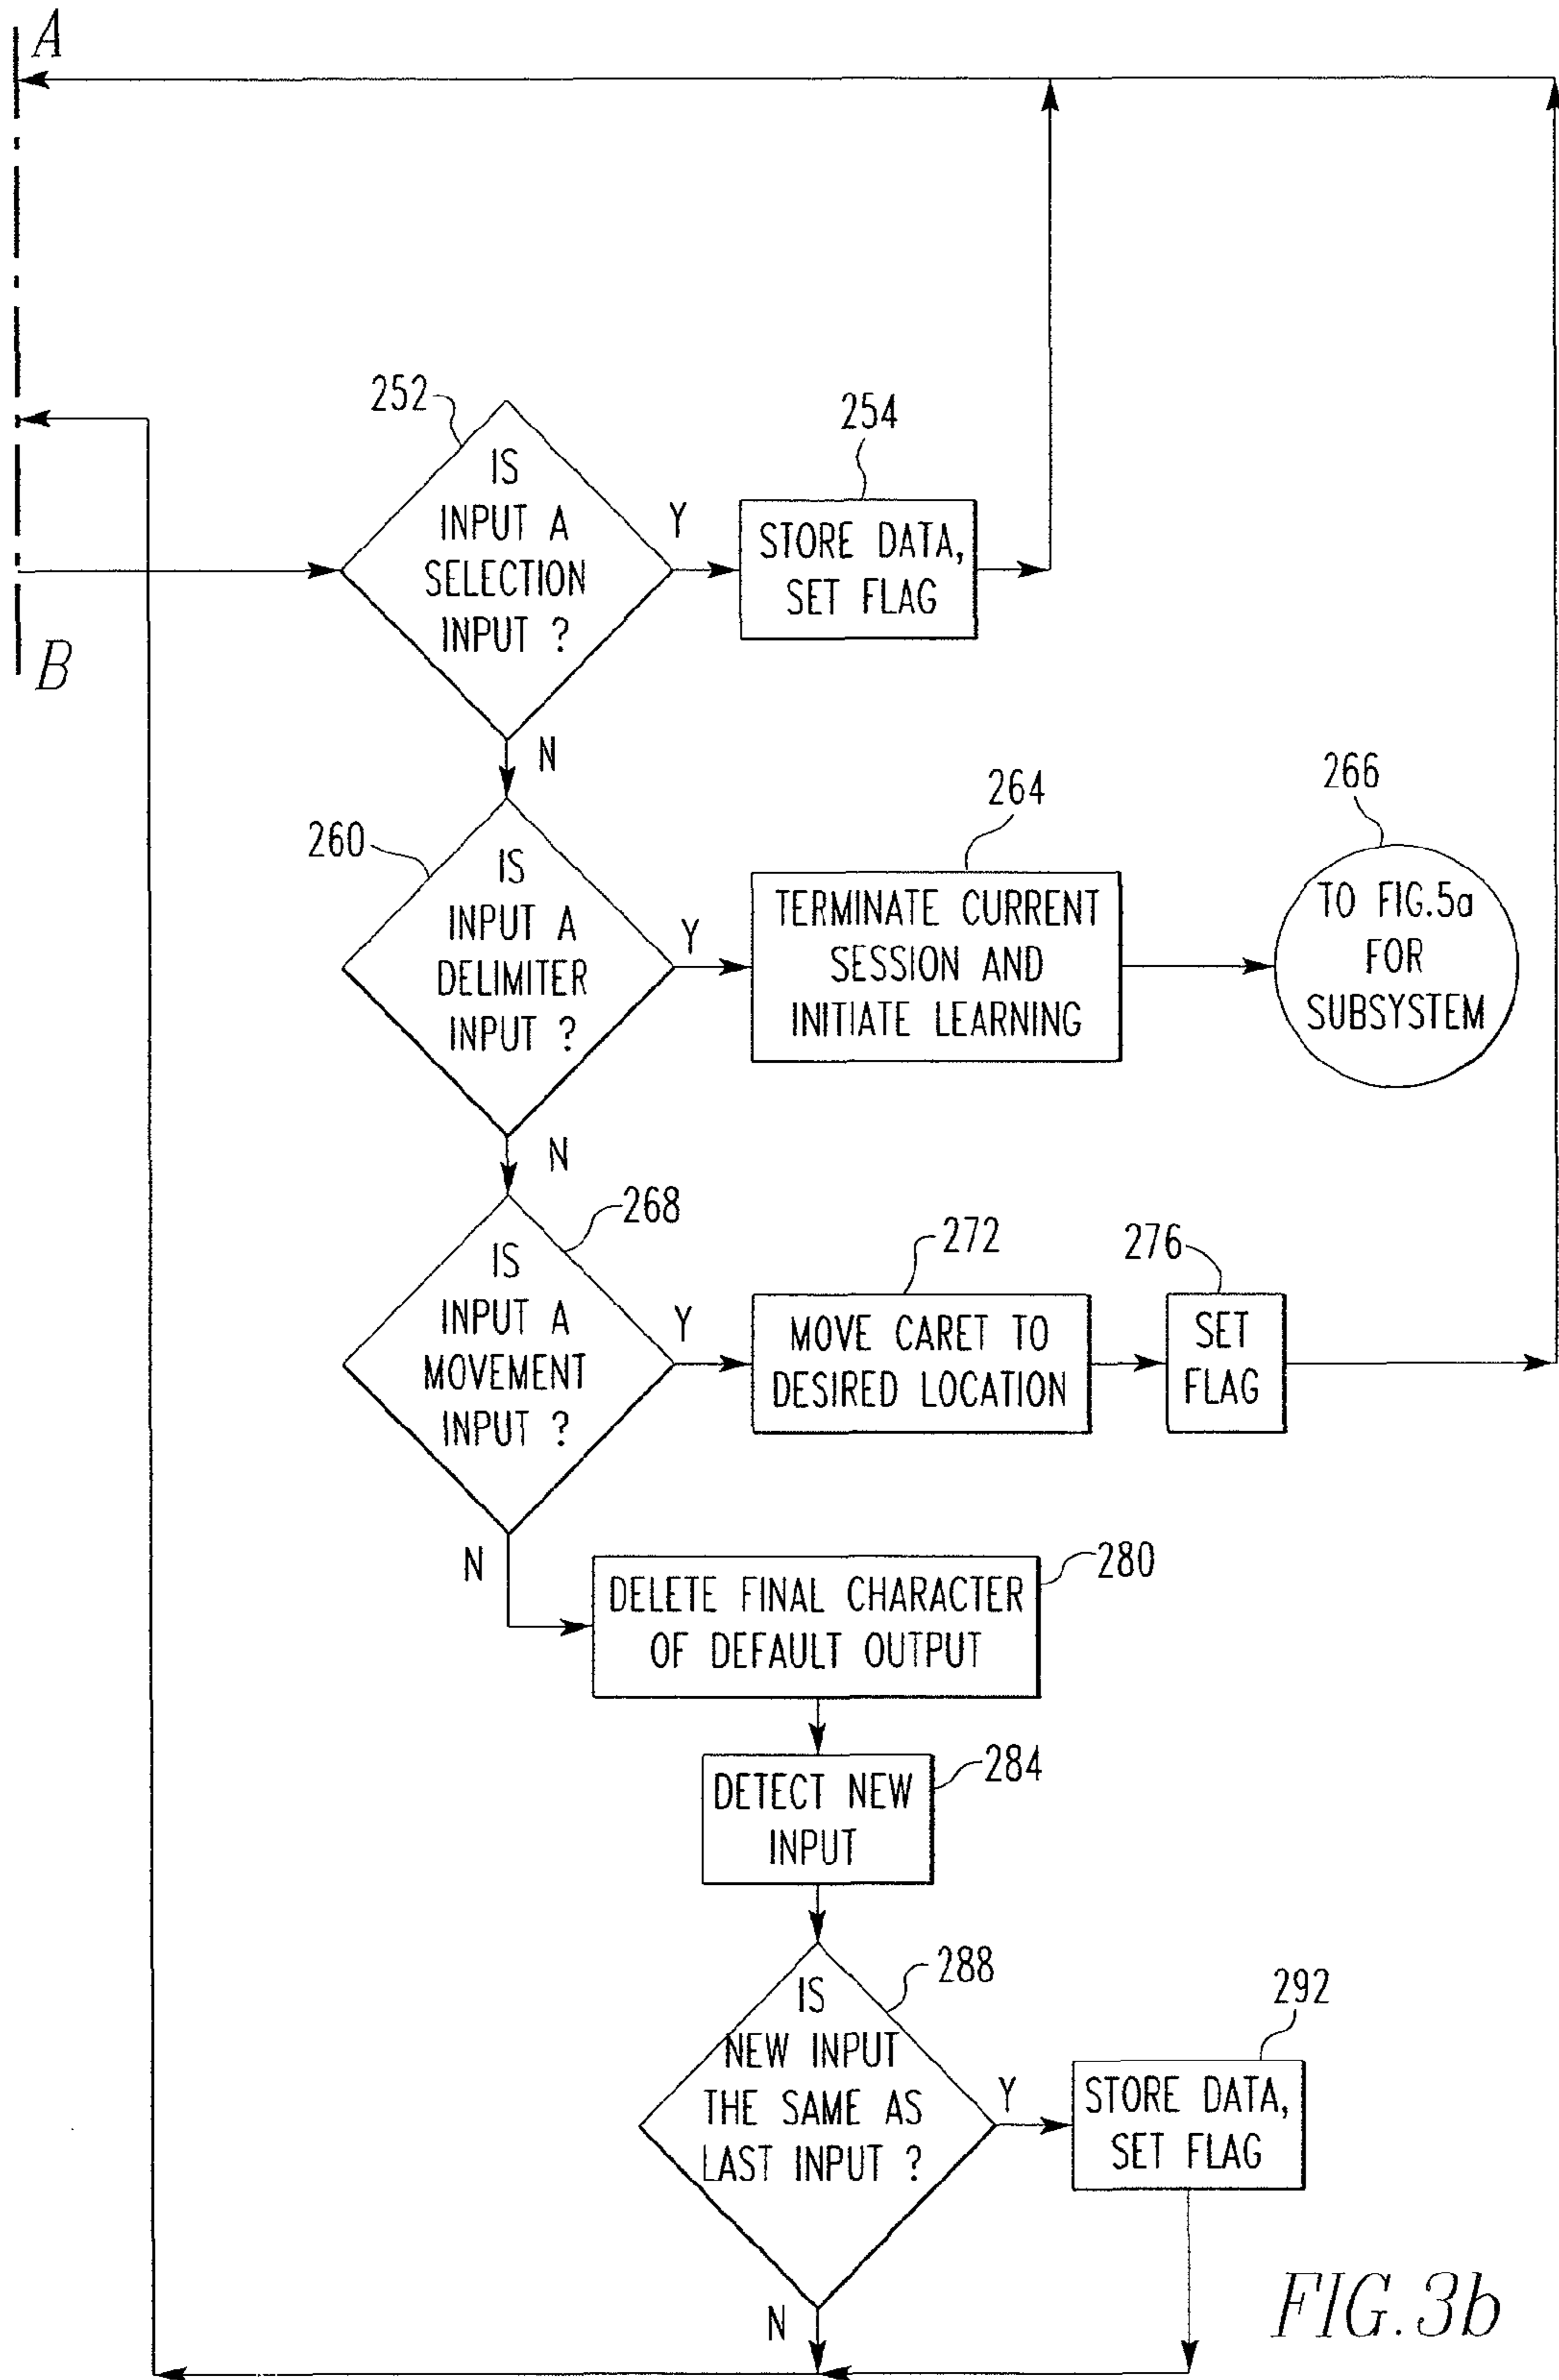 A
252
IS
INPUT A
SELECTION
INPUT ?
Y
254
STORE DATA,
SET FLAG
B
N
260
IS
INPUT A
DELIMITER
INPUT ?
Y
264
TERMINATE CURRENT
SESSION AND
INITIATE LEARNING
266
TO FIG.5a
FOR
SUBSYSTEM
N
268
IS
INPUT A
MOVEMENT
INPUT ?
Y
272
MOVE CARET TO
DESIRED LOCATION
276
SET
FLAG
N
280
DELETE FINAL CHARACTER
OF DEFAULT OUTPUT
284
DETECT NEW
INPUT
288
IS
NEW INPUT
THE SAME AS
LAST INPUT ?
Y
292
STORE DATA,
SET FLAG
N
FIG. 3b